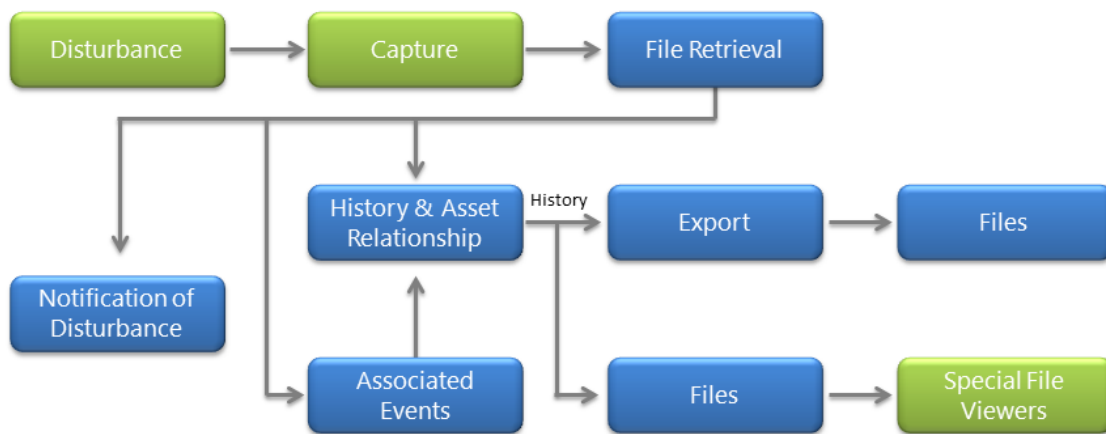 Disturbance
Capture
File Retrieval
History & Asset
Relationship
History
Export
Files
Notification of
Disturbance
Associated
Events
Files
Special File
Viewers